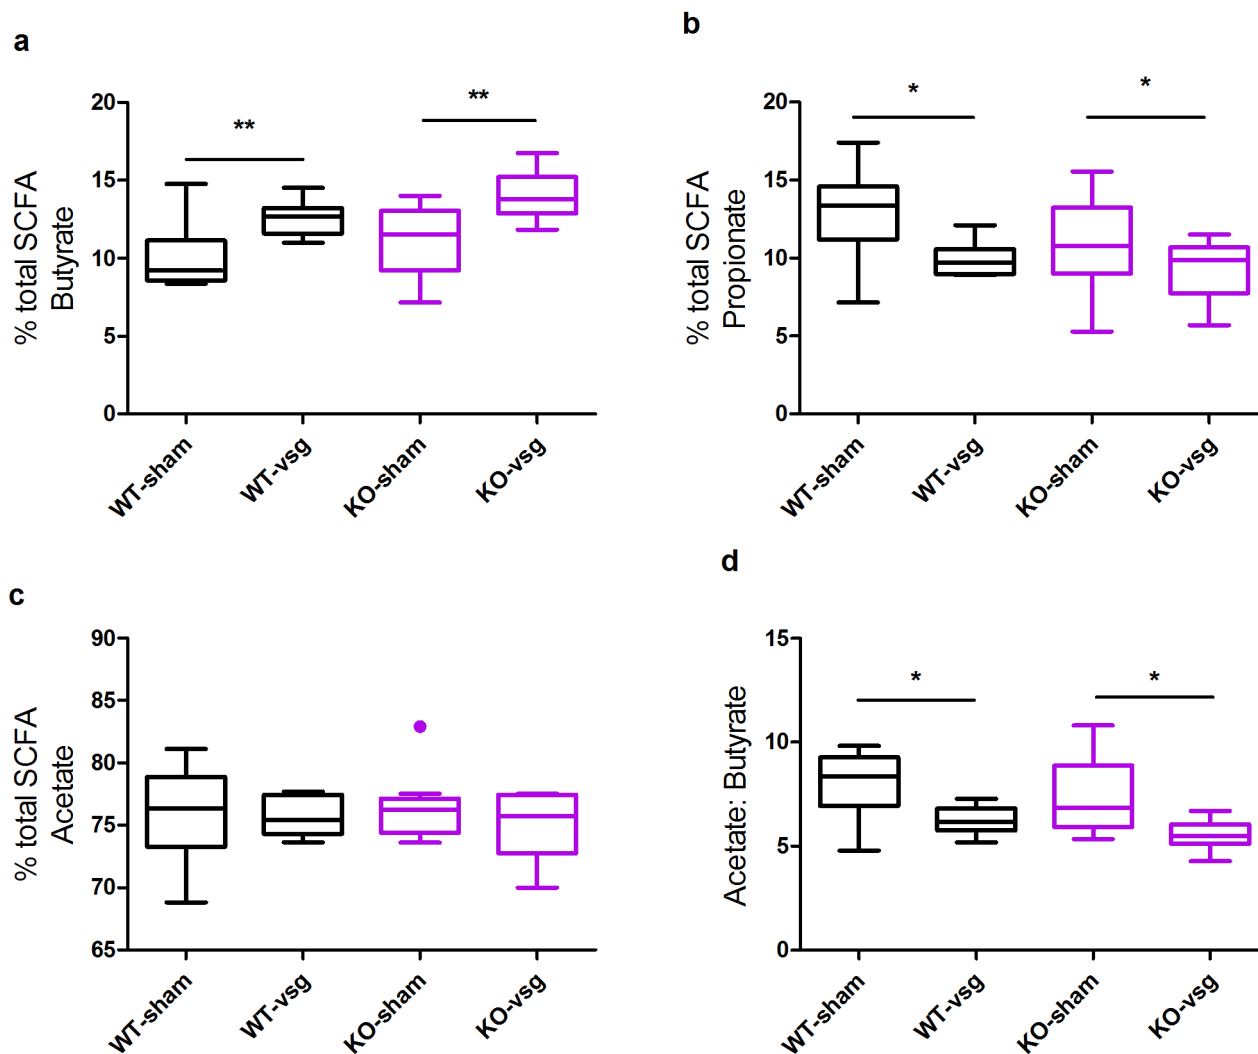 a
% total SCFA
Butyrate
20
15
10
5
0
**
**
WT-sham
WT-vsg
KO-sham
KO-vsg
b
% total SCFA
Propionate
20
15
10
5
0
*
*
WT-sham
WT-vsg
KO-sham
KO-vsg
c
% total SCFA
Acetate
90
85
80
75
70
65
WT-sham
WT-vsg
KO-sham
KO-vsg
d
Acetate: Butyrate
15
10
5
0
*
*
WT-sham
WT-vsg
KO-sham
KO-vsg